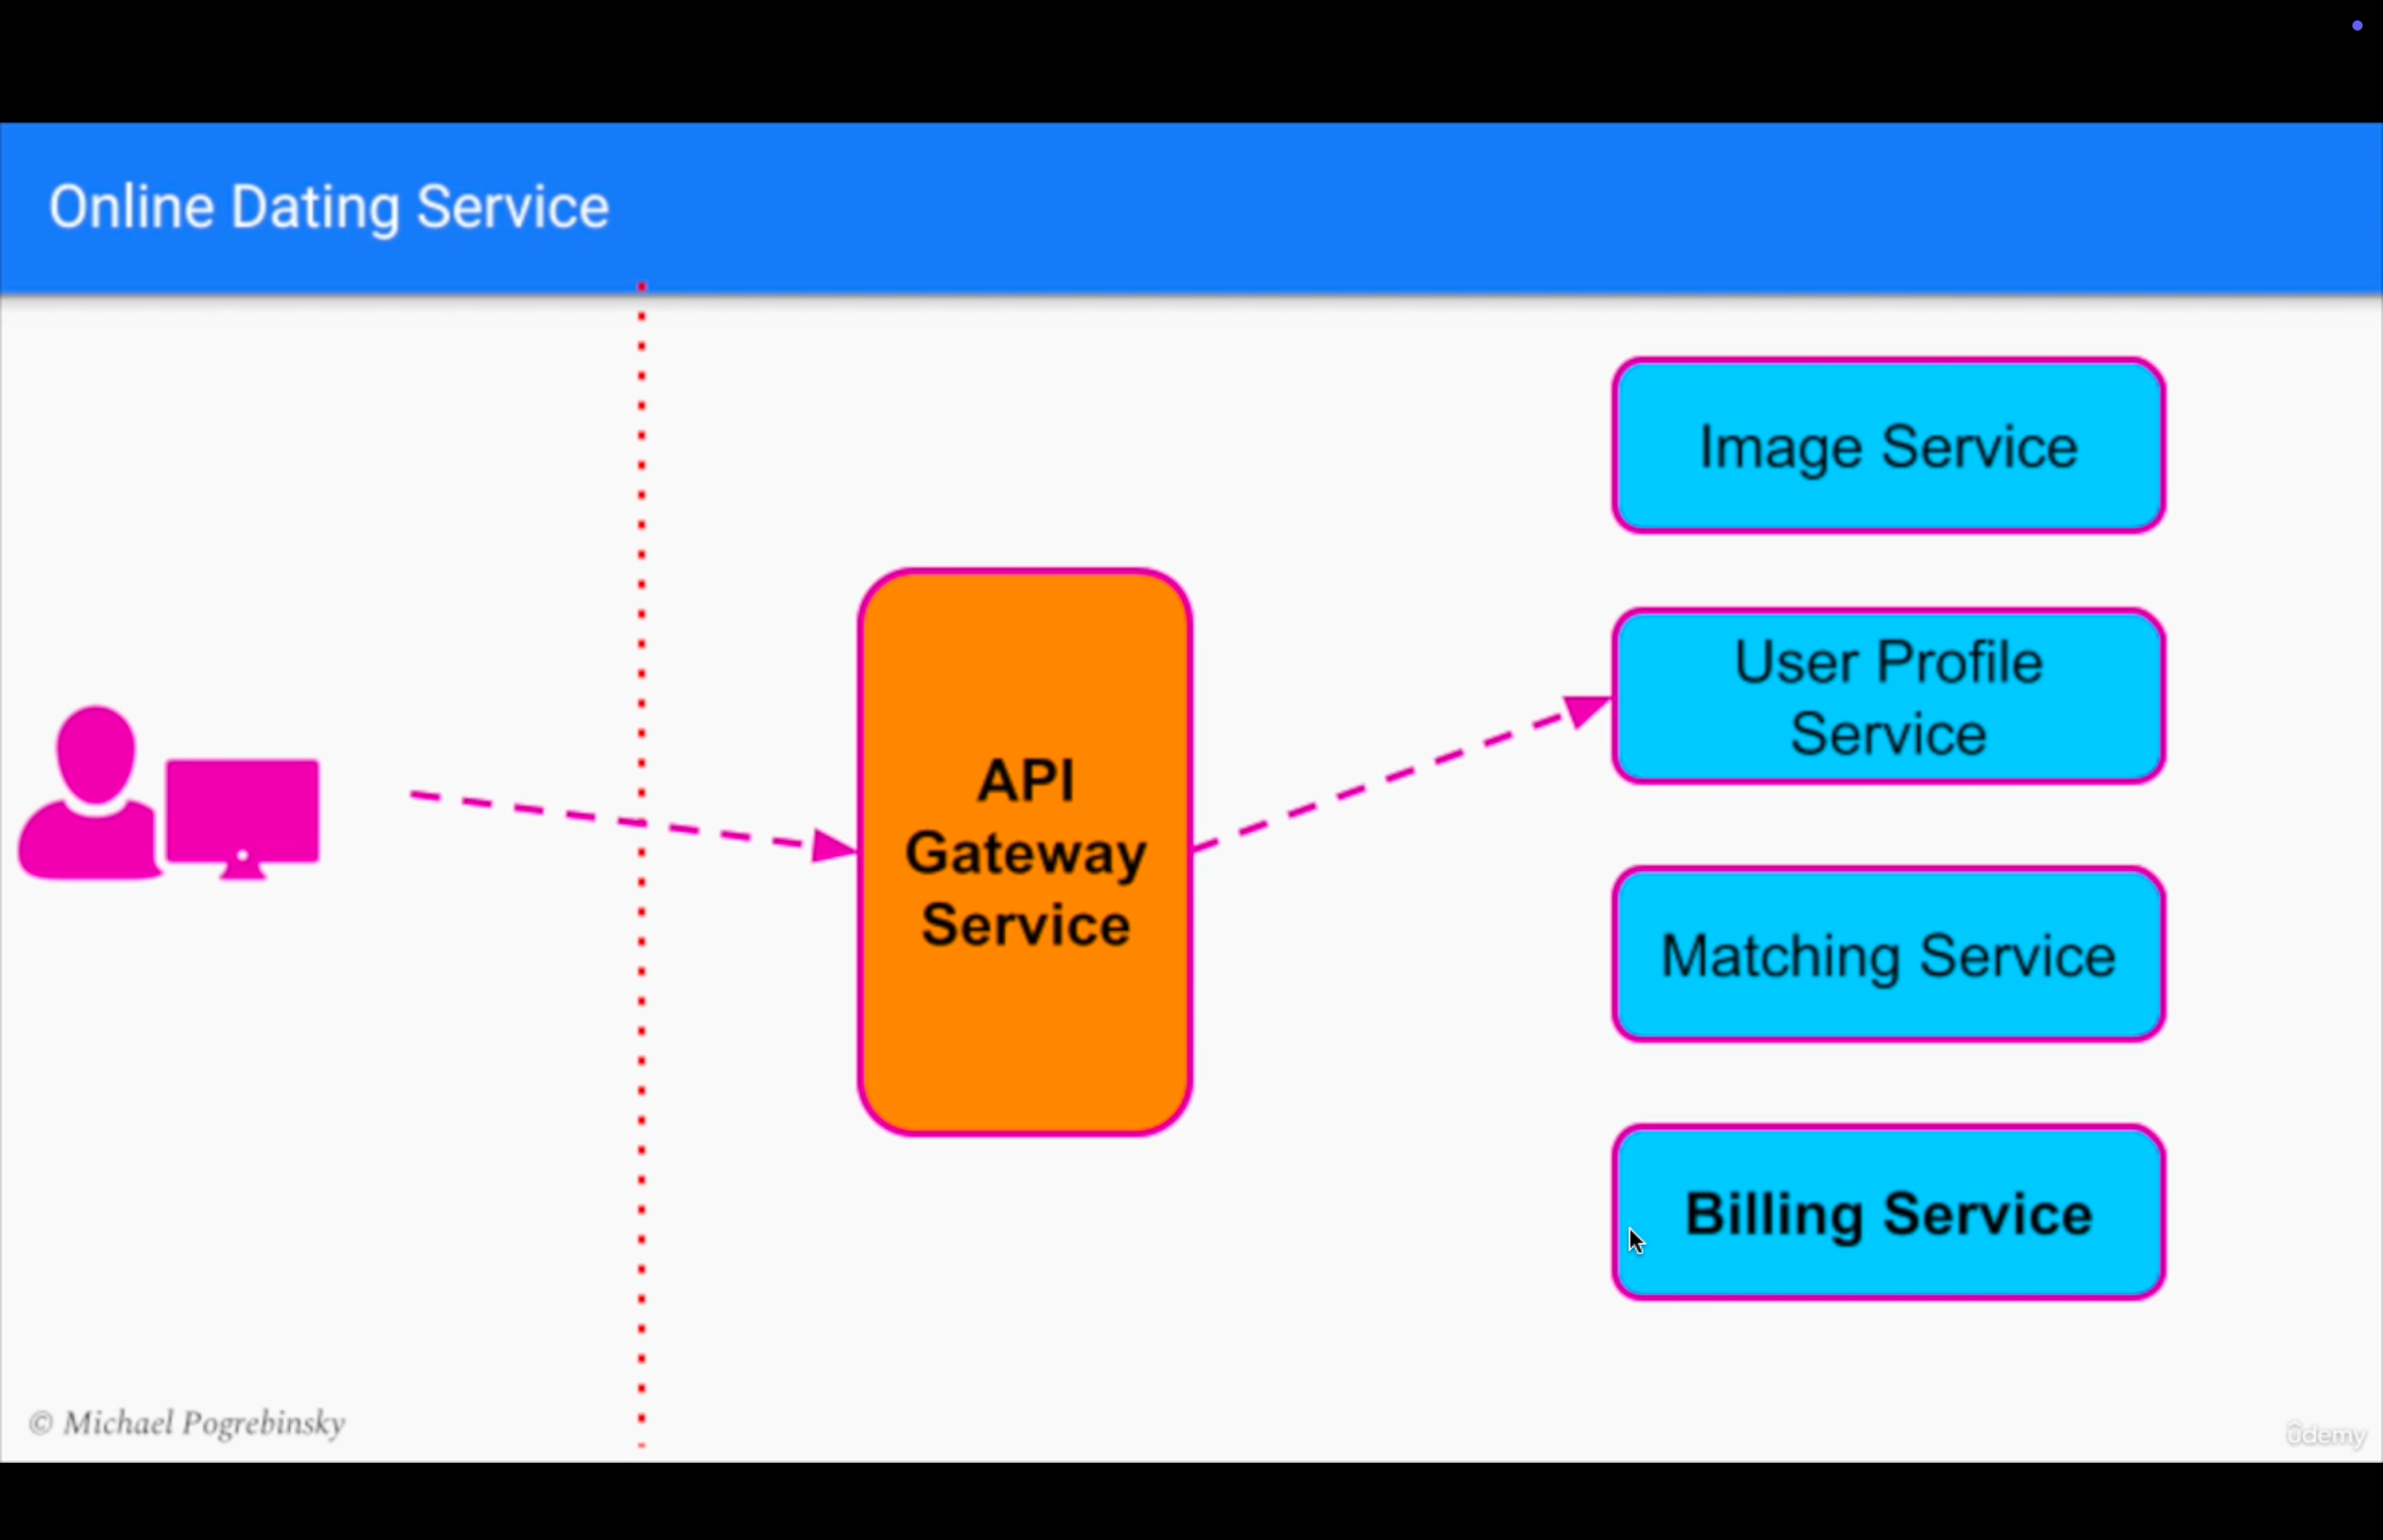 Online Dating Service
Image Service
User Profile
Service
API
Gateway
Service
Matching Service
Billing Service
© Michael Pogrebinsky
ûdemy